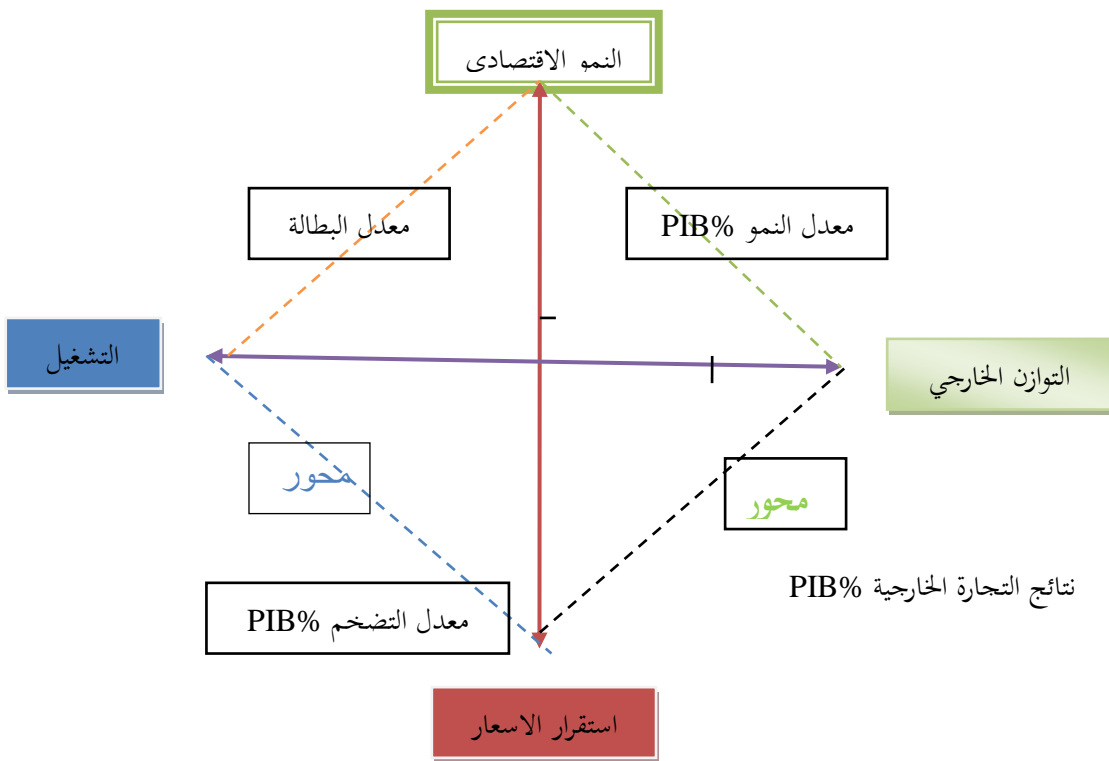 النمو الاقتصادى
معدل النمو %PIB
معدل البطالة
التوازن الخارجي
التشغيل
محور
محور
نتائج التجارة الخارجية %PIB
معدل التضخم %PIB
استقرار الاسعار